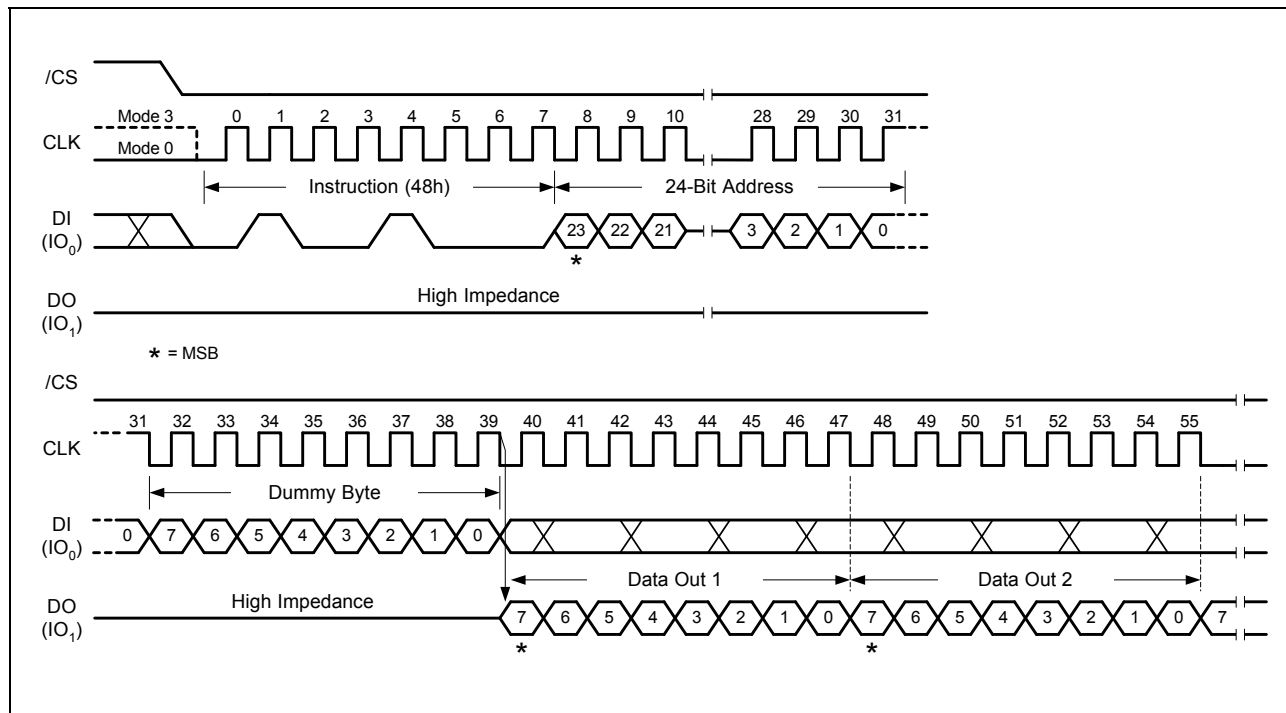 /CS
Mode 3 0 1 2 3 4 5 6 7 8 9 10 28 29 30 31
CLK
Mode 0
Instruction (48h) 24-Bit Address
DI
(IO0) 23 22 21 3 2 1 0
*
High Impedance
DO
(IO1)
* = MSB
/CS
31 32 33 34 35 36 37 38 39 40 41 42 43 44 45 46 47 48 49 50 51 52 53 54 55
CLK
Dummy Byte
DI
(IO0) 0 7 6 5 4 3 2 1 0
Data Out 1 Data Out 2
High Impedance
DO
(IO1) 7 6 5 4 3 2 1 0 7 6 5 4 3 2 1 0 7
* *